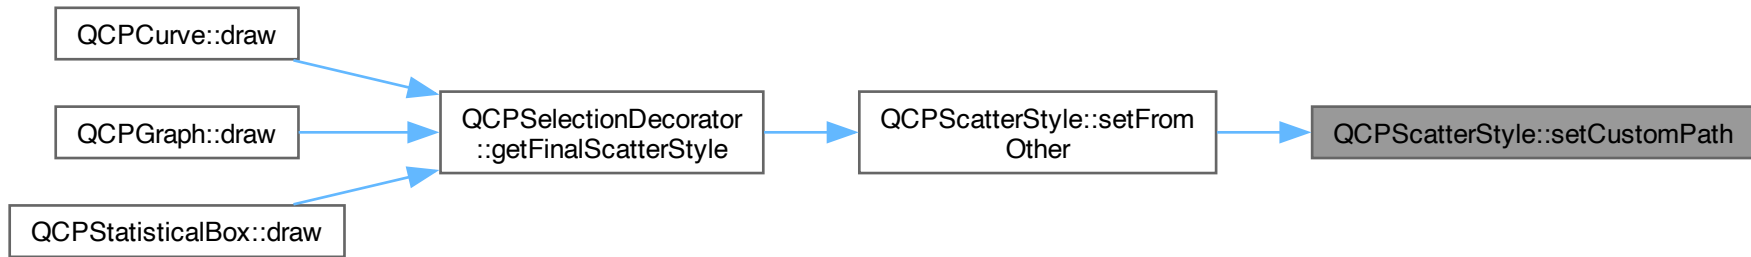 QCPCurve::draw
QCPGraph::draw
QCPStatisticalBox::draw
QCPSelectionDecorator
::getFinalScatterStyle
QCPScatterStyle::setFrom
Other
QCPScatterStyle::setCustomPath